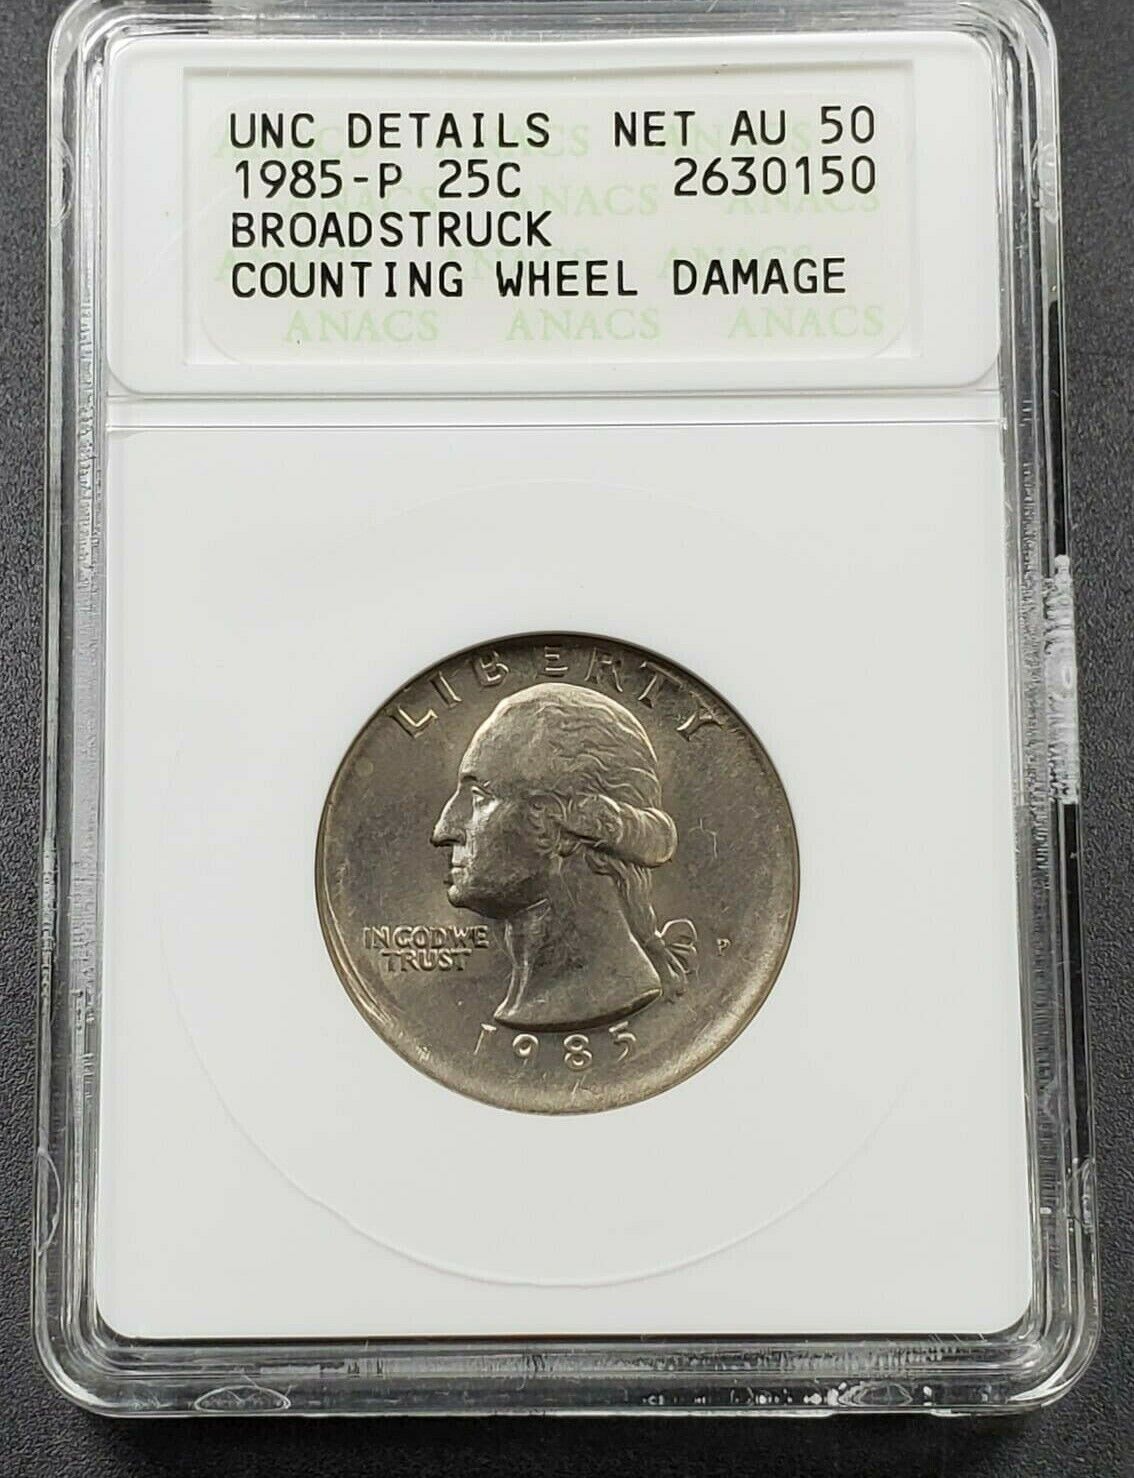 UNC DETAILS NET AU 50
1985-P 25C 2630150
BROADSTRUCK
COUNTING WHEEL DAMAGE
ANACS ANACS ANACS
LIBERTY
IN GOD WE
TRUST
P
1985